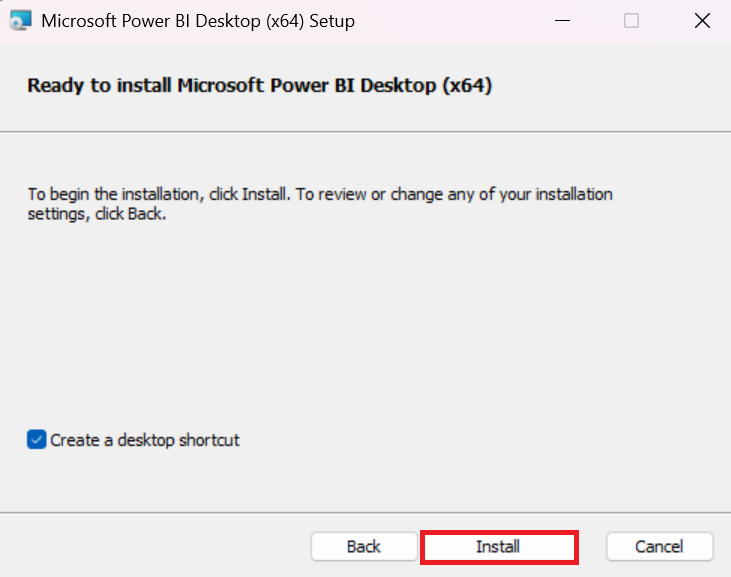 Microsoft Power BI Desktop (x64) Setup
Ready to install Microsoft Power BI Desktop (x64)
To begin the installation, click Install. To review or change any of your installation
settings, click Back.
Create a desktop shortcut
Back
Install
Cancel